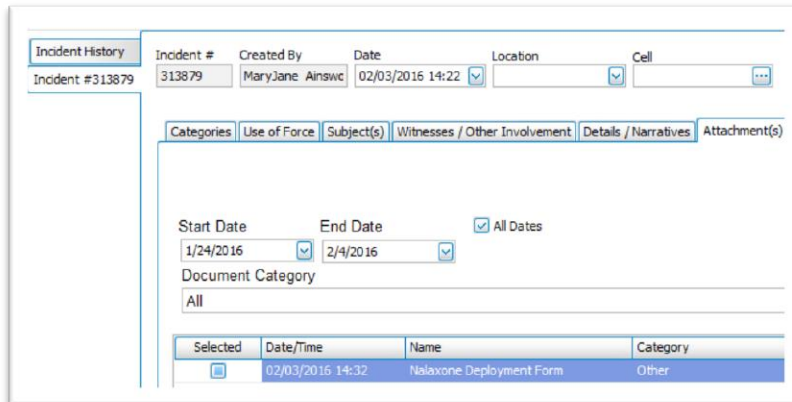 Incident History
Incident #313879
Incident # Created By Date Location Cell
313879 MaryJane Ainswc 02/03/2016 14:22
Categories Use of Force Subject(s) Witnesses / Other Involvement Details / Narratives Attachment(s)
Start Date End Date All Dates
1/24/2016 2/4/2016
Document Category
All
Selected Date/Time Name Category
02/03/2016 14:32 Nalaxone Deployment Form Other